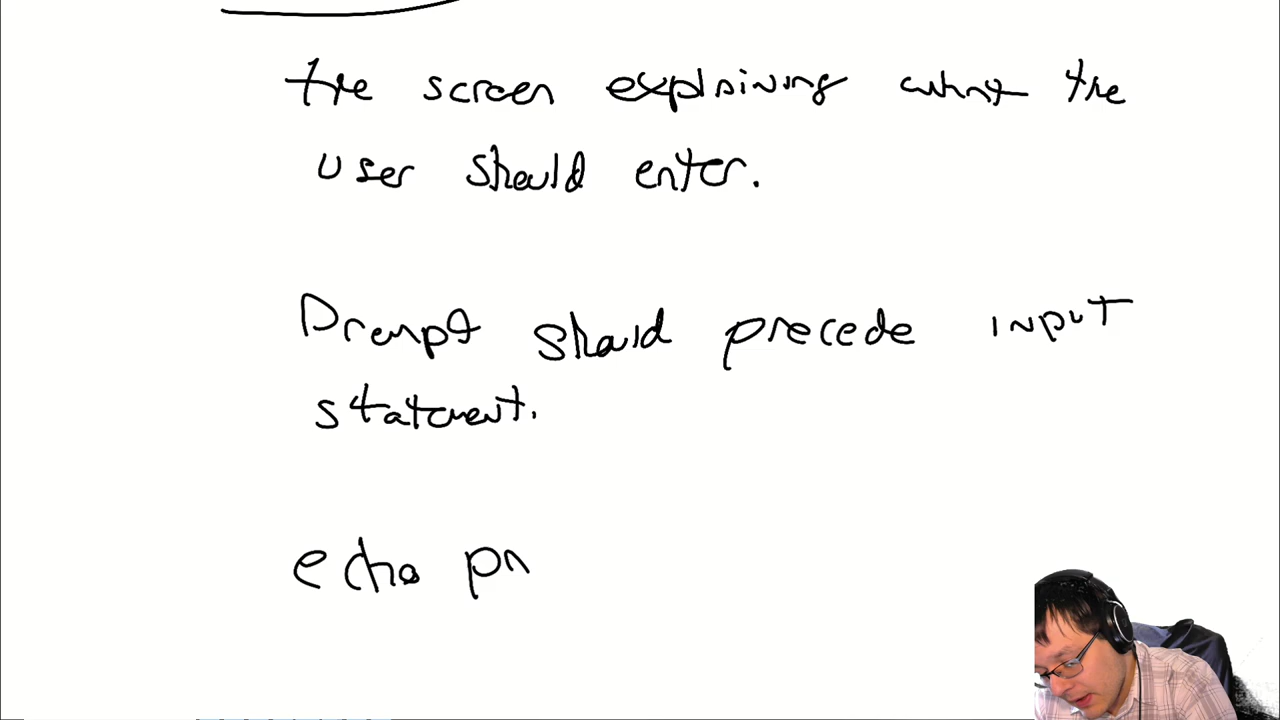 the screen explaining what the
user should enter.
Prompt should precede input
statement.
echo pr